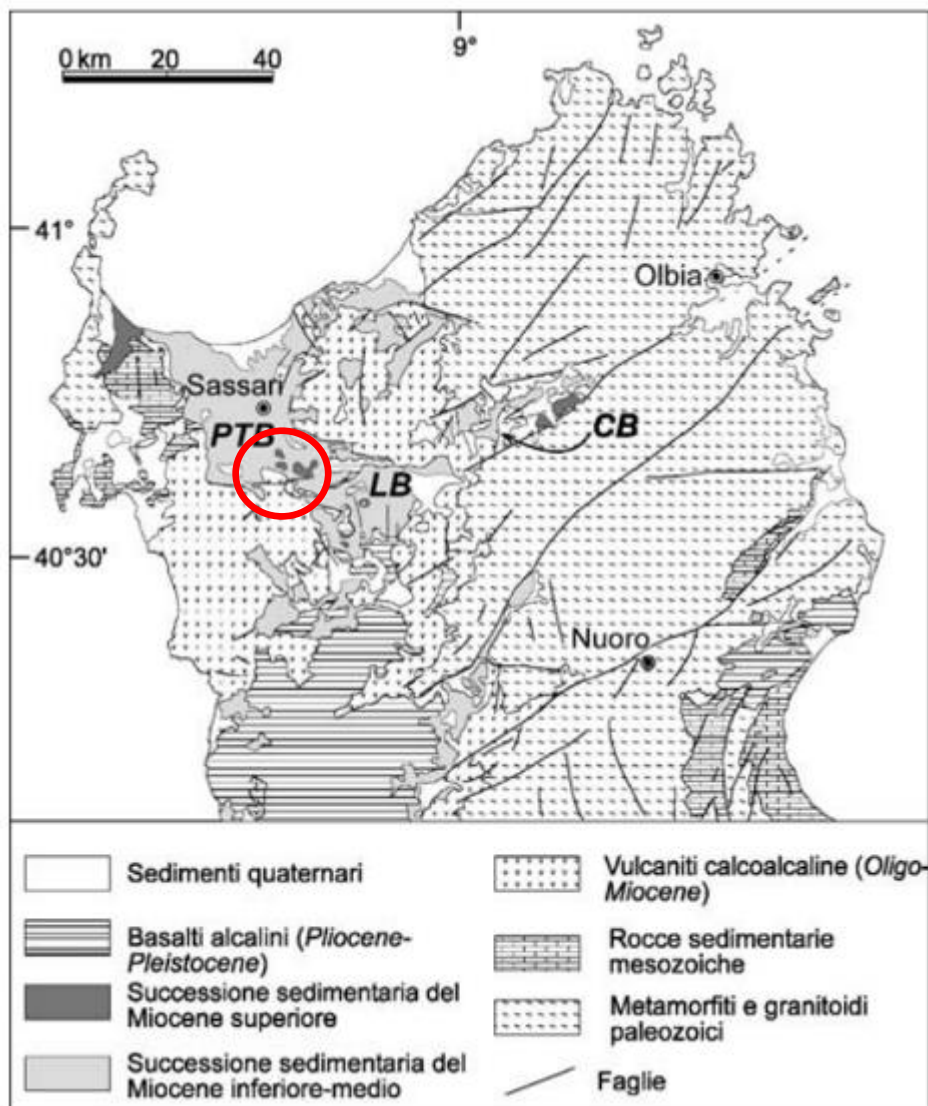 0 km 20 40
9°
41°
Olbia
Sassari
PTB
CB
LB
40°30'
Nuoro
Sedimenti quaternari
Basalti alcalini (Pliocene-
Pleistocene)
Successione sedimentaria del
Miocene superiore
Successione sedimentaria del
Miocene inferiore-medio
Vulcaniti calcoalcaline (Oligo-
Miocene)
Rocce sedimentarie
mesozoiche
Metamorfiti e granitoidi
paleozoici
Faglie